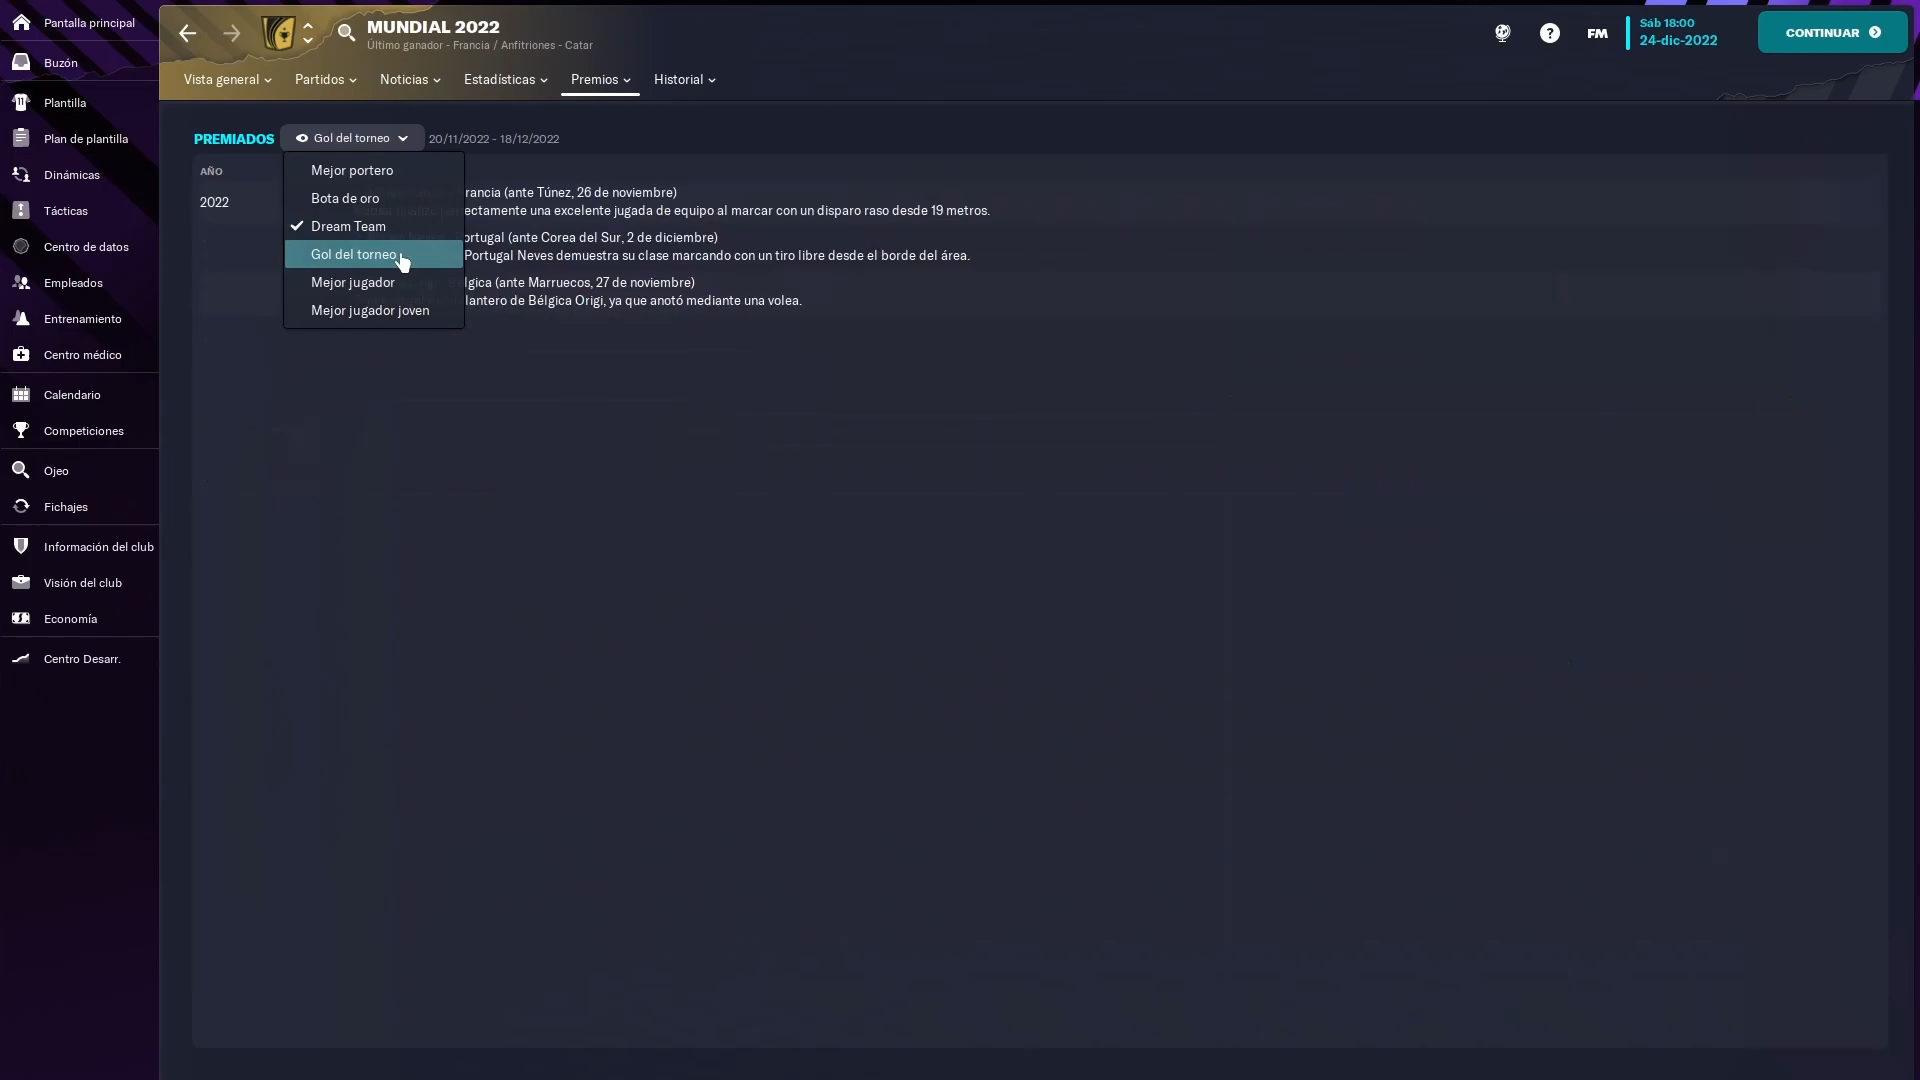 Pantalla principal
Buzón
Plantilla
Plan de plantilla
Dinámicas
Tácticas
Centro de datos
Empleados
Entrenamiento
Centro médico
Calendario
Competiciones
Ojeo
Fichajes
Información del club
Visión del club
Economía
Centro Desarr.
MUNDIAL 2022
Último ganador - Francia / Anfitriones - Catar
FM
Sáb 18:00
24-dic-2022
CONTINUAR
Vista general
Partidos
Noticias
Estadísticas
Premios
Historial
PREMIADOS
Gol del torneo
20/11/2022 - 18/12/2022
AÑO
2022
Mejor portero
Bota de oro
Dream Team
Gol del torneo
Mejor jugador
Mejor jugador joven
rancia (ante Túnez, 26 de noviembre)
ectamente una excelente jugada de equipo al marcar con un disparo raso desde 19 metros.
ortugal (ante Corea del Sur, 2 de diciembre)
Portugal Neves demuestra su clase marcando con un tiro libre desde el borde del área.
lgica (ante Marruecos, 27 de noviembre)
lantero de Bélgica Origi, ya que anotó mediante una volea.